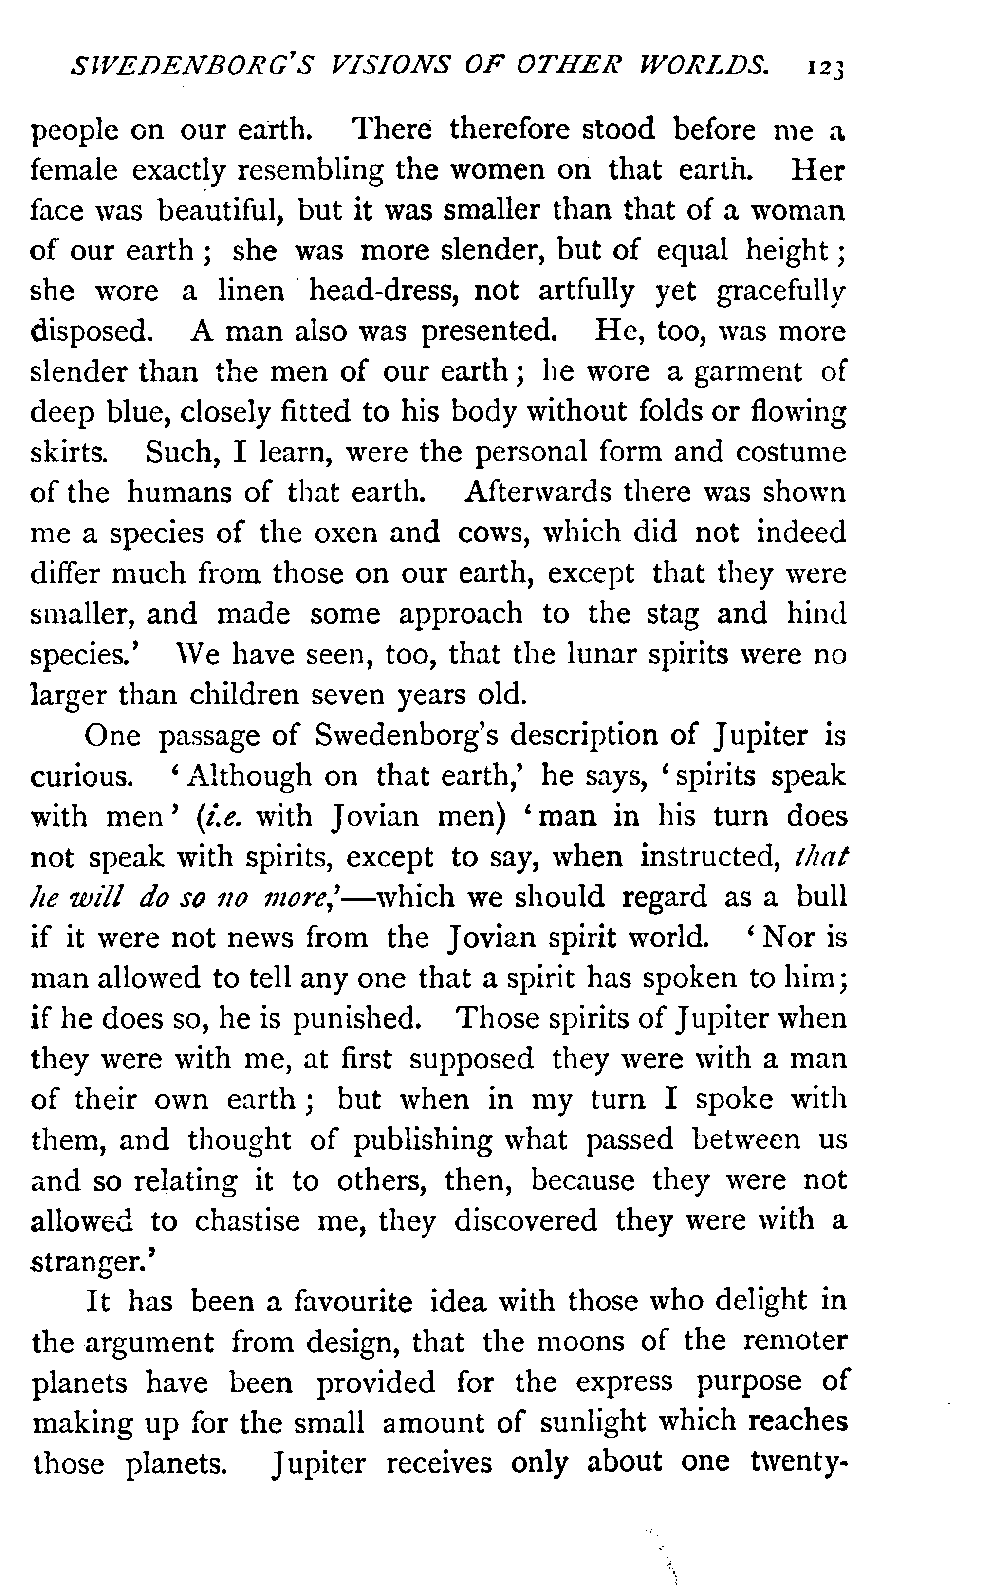 SWEDENBORG'S VISIONS OF OTHER WORLDS. 123
people on our earth. There therefore stood before me a
female exactly resembling the women on that earth. Her
face was beautiful, but it was smaller than that of a woman
of our earth ; she was more slender, but of equal height ;
she wore a linen head-dress, not artfully yet gracefully
disposed. A man also was presented. He, too, was more
slender than the men of our earth ; he wore a garment of
deep blue, closely fitted to his body without folds or flowing
skirts. Such, I learn, were the personal form and costume
of the humans of that earth. Afterwards there was shown
me a species of the oxen and cows, which did not indeed
differ much from those on our earth, except that they were
smaller, and made some approach to the stag and hind
species.' We have seen, too, that the lunar spirits were no
larger than children seven years old.
One passage of Swedenborg's description of Jupiter is
curious. ‘Although on that earth,’ he says, ‘spirits speak
with men’ (i.e. with Jovian men) ‘man in his turn does
not speak with spirits, except to say, when instructed, that
he will do so no more,’—which we should regard as a bull
if it were not news from the Jovian spirit world. ‘Nor is
man allowed to tell any one that a spirit has spoken to him;
if he does so, he is punished. Those spirits of Jupiter when
they were with me, at first supposed they were with a man
of their own earth ; but when in my turn I spoke with
them, and thought of publishing what passed between us
and so relating it to others, then, because they were not
allowed to chastise me, they discovered they were with a
stranger.’
It has been a favourite idea with those who delight in
the argument from design, that the moons of the remoter
planets have been provided for the express purpose of
making up for the small amount of sunlight which reaches
those planets. Jupiter receives only about one twenty-